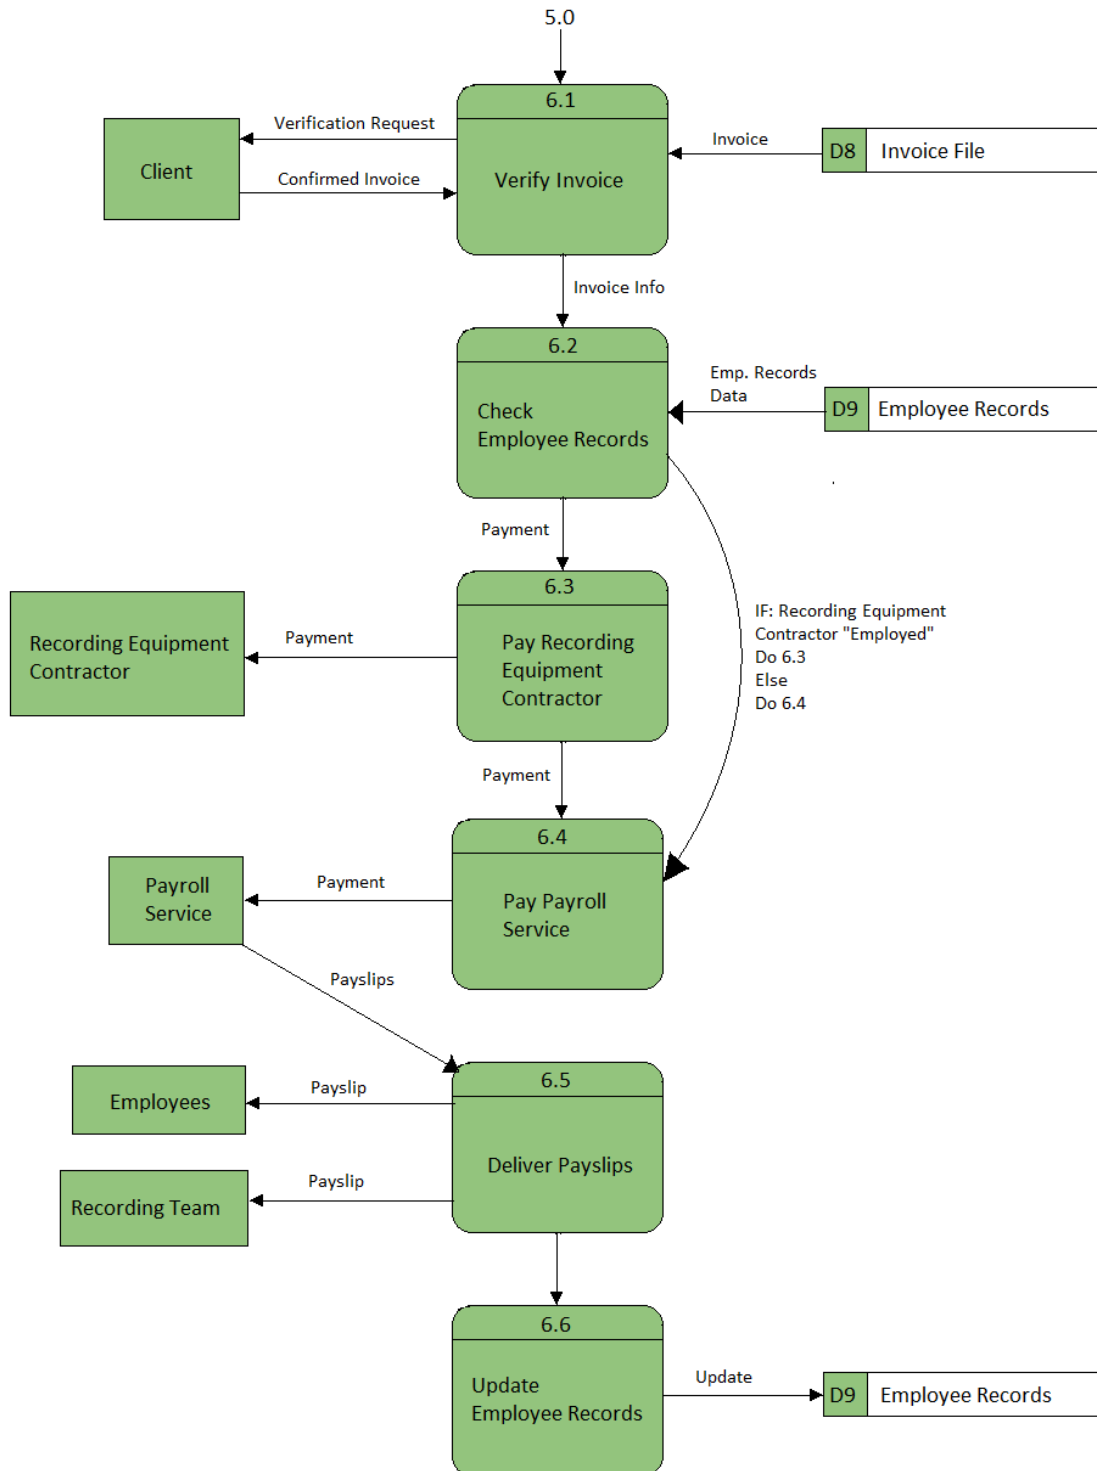 5.0
6.1
Verification Request
Invoice
D8 Invoice File
Client
Confirmed Invoice
Verify Invoice
Invoice Info
6.2
Emp. Records
Data
D9 Employee Records
Check
Employee Records
Payment
6.3
IF: Recording Equipment
Contractor "Employed"
Do 6.3
Else
Do 6.4
Recording Equipment
Contractor
Payment
Pay Recording
Equipment
Contractor
Payment
6.4
Payroll
Service
Payment
Pay Payroll
Service
Payslips
6.5
Employees
Payslip
Deliver Payslips
Recording Team
Payslip
6.6
Update
Employee Records
Update
D9 Employee Records